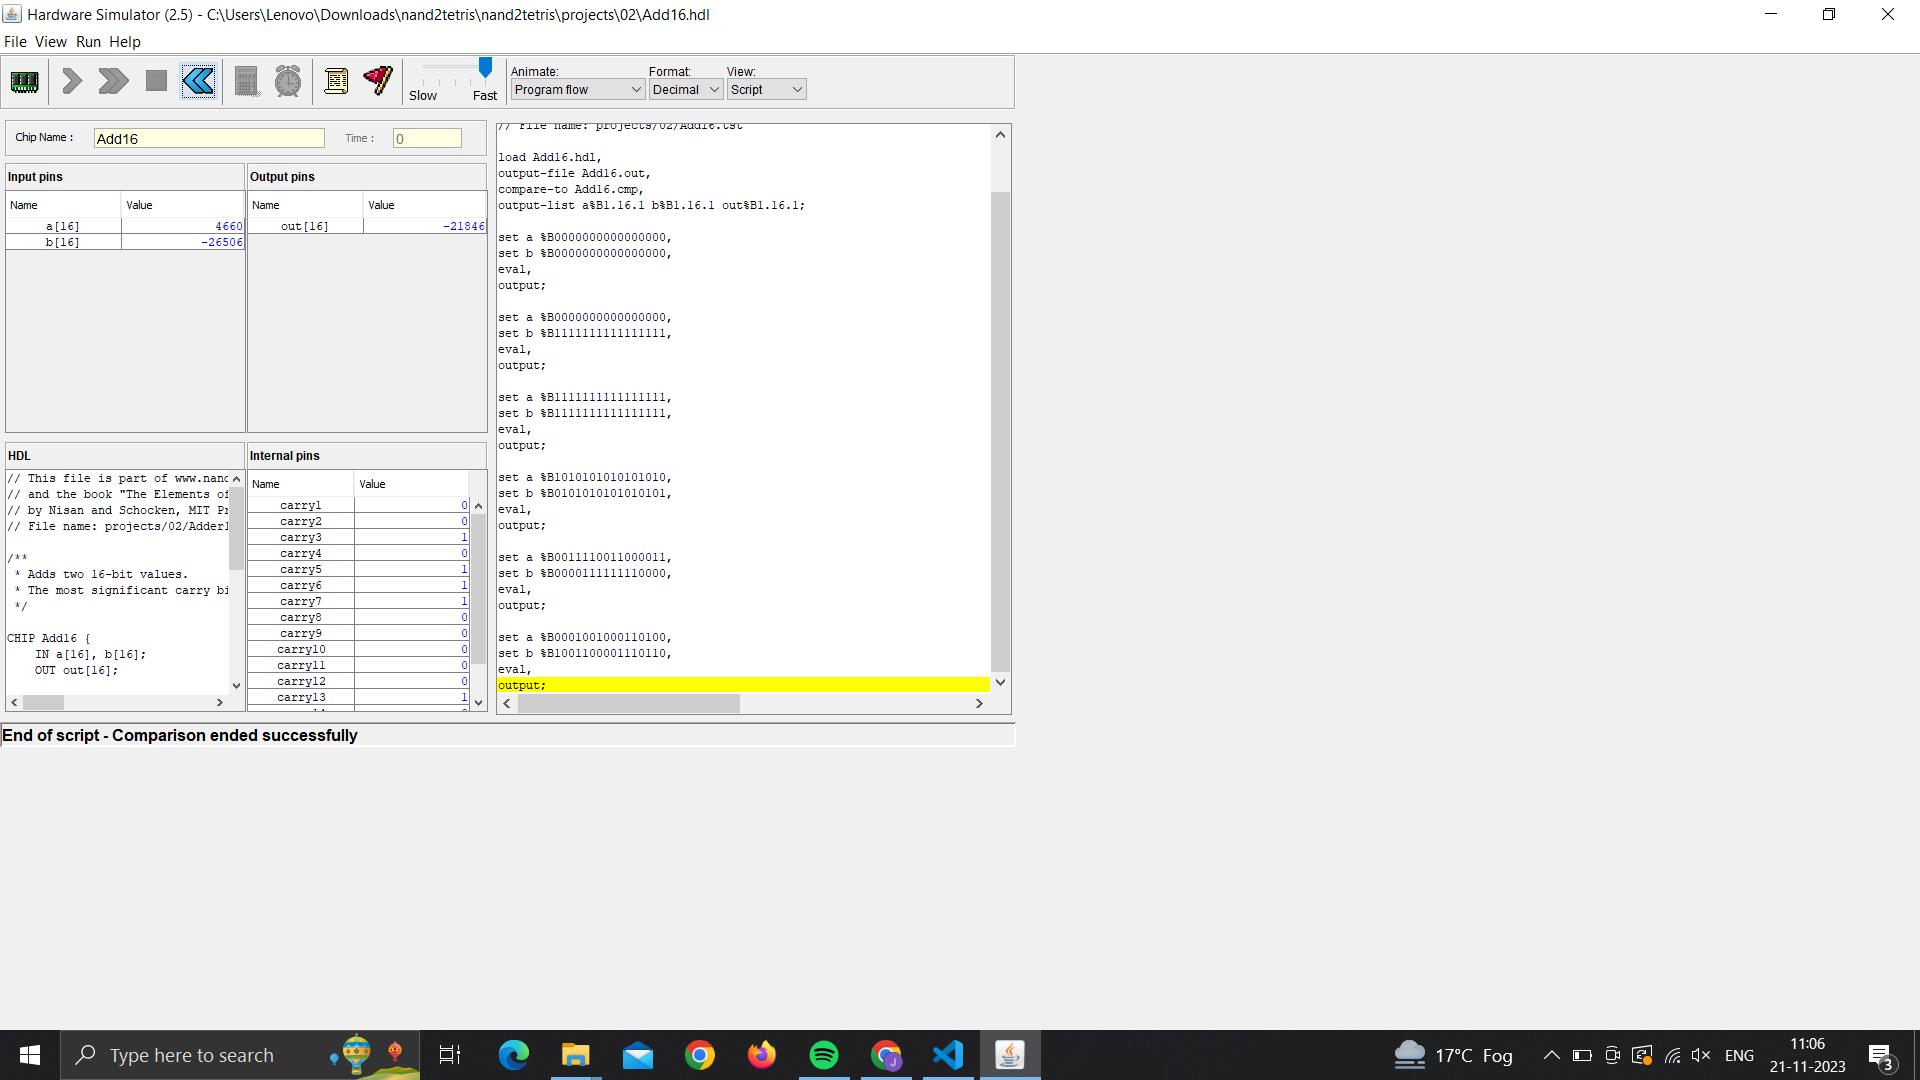 Hardware Simulator (2.5) - C:\Users\Lenovo\Downloads\nand2tetris\nand2tetris\projects\02\Add16.hdl
File View Run Help
Slow Fast
Animate: Format: View:
Program flow Decimal Script
Chip Name : Add16 Time : 0
Input pins
Name Value
a[16] 4660
b[16] -26506
Output pins
Name Value
out[16] -21846
HDL
// This file is part of www.nand
// and the book "The Elements of
// by Nisan and Schocken, MIT Pr
// File name: projects/02/Adder1
/**
* Adds two 16-bit values.
* The most significant carry bi
*/
CHIP Add16 {
IN a[16], b[16];
OUT out[16];
Internal pins
Name Value
carry1 0
carry2 0
carry3 1
carry4 0
carry5 1
carry6 1
carry7 1
carry8 0
carry9 0
carry10 0
carry11 0
carry12 0
carry13 1
// File name: projects/02/Add16.tst
load Add16.hdl,
output-file Add16.out,
compare-to Add16.cmp,
output-list a%B1.16.1 b%B1.16.1 out%B1.16.1;
set a %B0000000000000000,
set b %B0000000000000000,
eval,
output;
set a %B0000000000000000,
set b %B1111111111111111,
eval,
output;
set a %B1111111111111111,
set b %B1111111111111111,
eval,
output;
set a %B1010101010101010,
set b %B0101010101010101,
eval,
output;
set a %B0011110011000011,
set b %B0000111111110000,
eval,
output;
set a %B0001001000110100,
set b %B1001100001110110,
eval,
output;
End of script - Comparison ended successfully
Type here to search
17°C Fog
ENG
11:06
21-11-2023
3